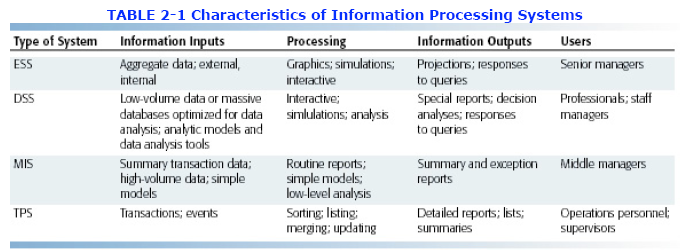 TABLE 2-1 Characteristics of Information Processing Systems
Type of System Information Inputs Processing Information Outputs Users
ESS Aggregate data; external, Graphics; simulations; Projections; responses Senior managers
internal interactive to queries
DSS Low-volume data or massive Interactive; Special reports; decision Professionals; staff
databases optimized for data simlulations; analysis analyses; responses managers
analysis; analytic models and to queries
data analysis tools
MIS Summary transaction data; Routine reports; Summary and exception Middle managers
high-volume data; simple simple models; reports
models low-level analysis
TPS Transactions; events Sorting; listing; Detailed reports; lists; Operations personnel;
merging; updating summaries supervisors